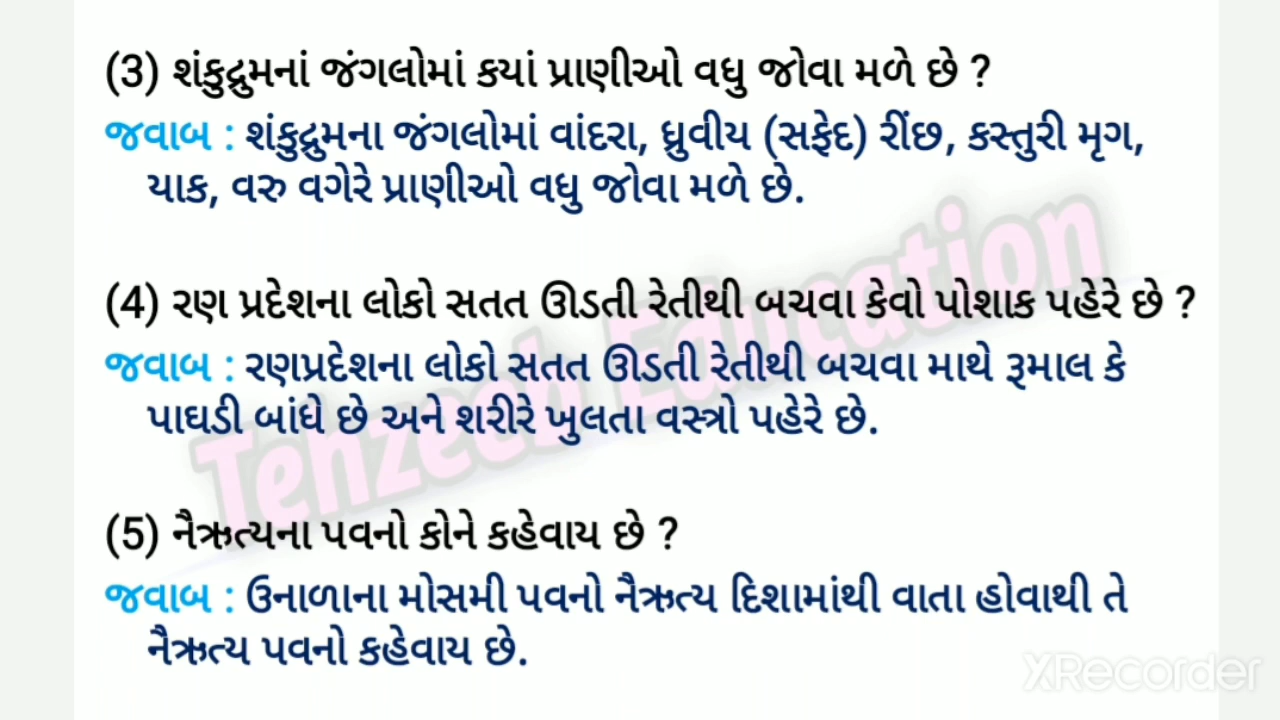 (3) શંકુદ્રુમનાં જંગલોમાં કયાં પ્રાણીઓ વધુ જોવા મળે છે ?
જવાબ : શંકુદ્રુમના જંગલોમાં વાંદરા, ધ્રુવીય (સફેદ) રીંછ, કસ્તુરી મૃગ,
યાક, વરુ વગેરે પ્રાણીઓ વધુ જોવા મળે છે.
(4) રણ પ્રદેશના લોકો સતત ઊડતી રેતીથી બચવા કેવો પોશાક પહેરે છે ?
જવાબ : રણપ્રદેશના લોકો સતત ઊડતી રેતીથી બચવા માથે રૂમાલ કે
પાઘડી બાંધે છે અને શરીરે ખુલતા વસ્ત્રો પહેરે છે.
(5) નૈઋત્યના પવનો કોને કહેવાય છે ?
જવાબ : ઉનાળાના મોસમી પવનો નૈઋત્ય દિશામાંથી વાતા હોવાથી તે
નૈઋત્ય પવનો કહેવાય છે.
Tehzeeb Education
XRecorder